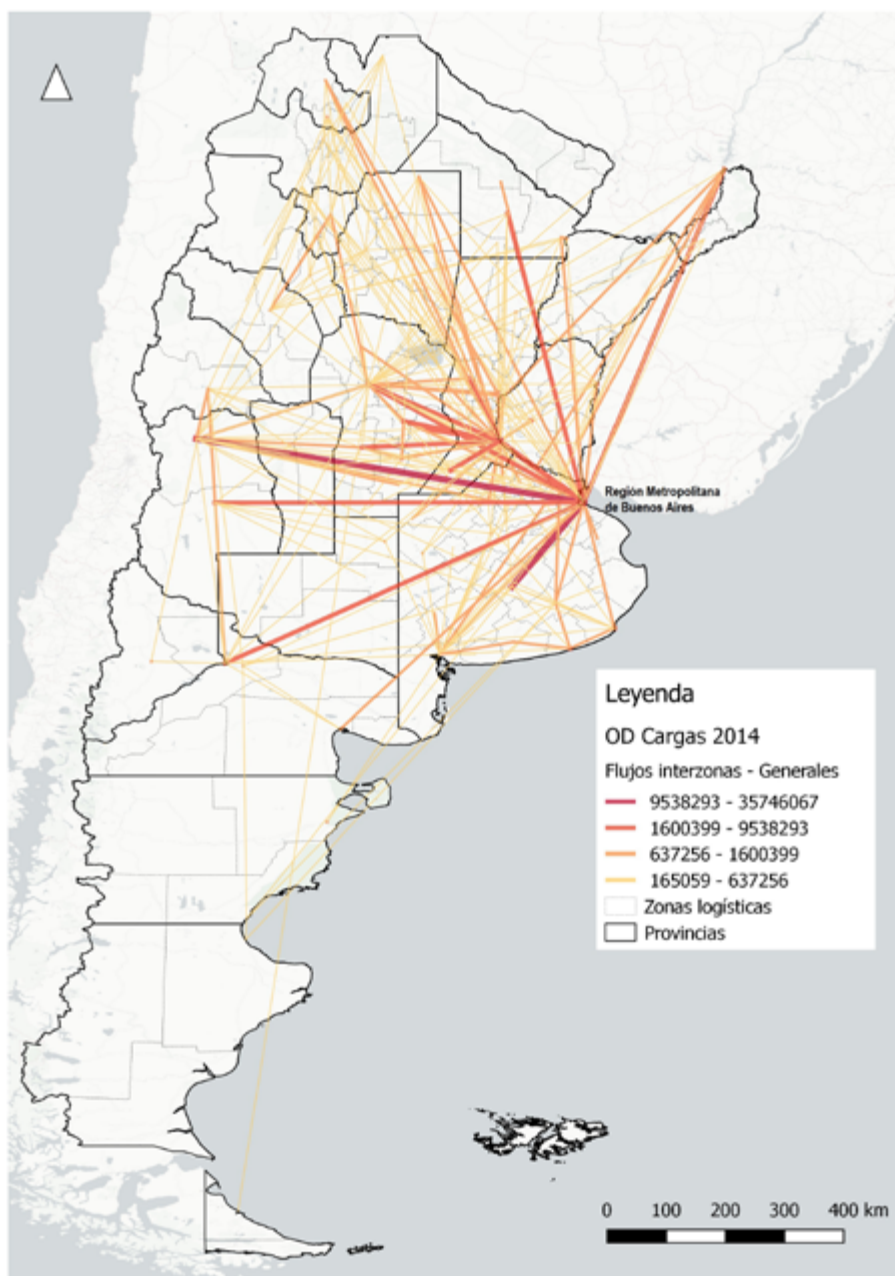 Región Metropolitana
de Buenos Aires
Leyenda
OD Cargas 2014
Flujos interzonas - Generales
9538293 - 35746067
1600399 - 9538293
637256 - 1600399
165059 - 637256
Zonas logísticas
Provincias
0 100 200 300 400 km